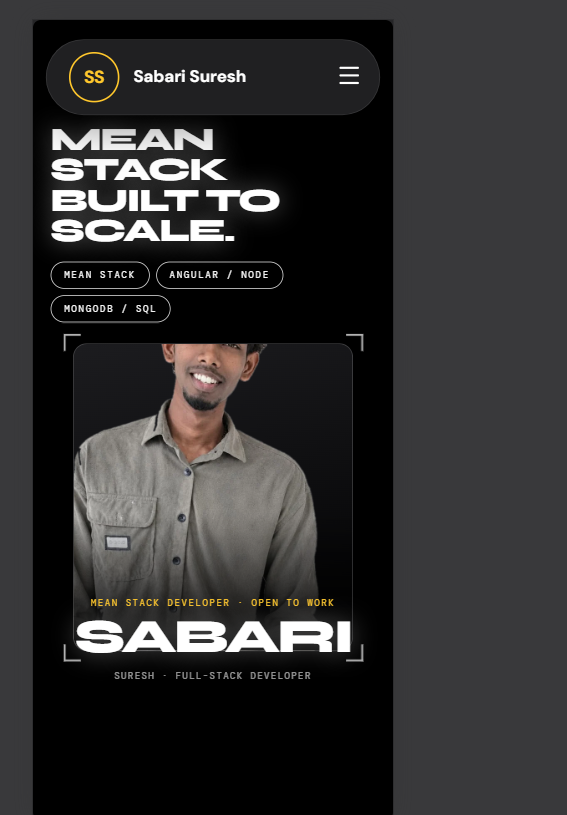 SS
Sabari Suresh
MEAN
STACK
BUILT TO
SCALE.
MEAN STACK
ANGULAR / NODE
MONGODB / SQL
MEAN STACK DEVELOPER · OPEN TO WORK
SABARI
SURESH · FULL-STACK DEVELOPER